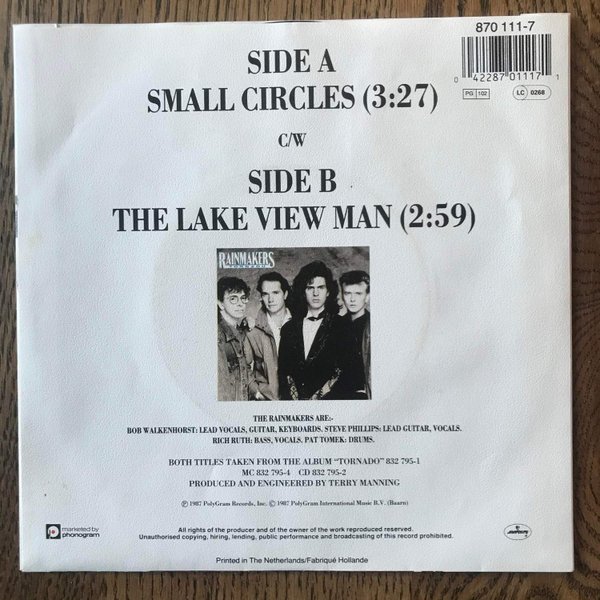 870 111-7
SIDE A
SMALL CIRCLES (3:27)
0 42287 01117 1
PG 102
LC 0268
C/W
SIDE B
THE LAKE VIEW MAN (2:59)
RAINMAKERS
TORNADO
THE RAINMAKERS ARE:-
BOB WALKENHORST: LEAD VOCALS, GUITAR, KEYBOARDS. STEVE PHILLIPS: LEAD GUITAR, VOCALS.
RICH RUTH: BASS, VOCALS. PAT TOMEK: DRUMS.
BOTH TITLES TAKEN FROM THE ALBUM “TORNADO” 832 795-1
MC 832 795-4 CD 832 795-2
PRODUCED AND ENGINEERED BY TERRY MANNING
Ⓟ 1987 PolyGram Records, Inc. © 1987 PolyGram International Music B.V. (Baarn)
marketed by
phonogram
All rights of the producer and of the owner of the work reproduced reserved.
Unauthorised copying, hiring, lending, public performance and broadcasting of this record prohibited.
mercury
Printed in The Netherlands/Fabriqué Hollande